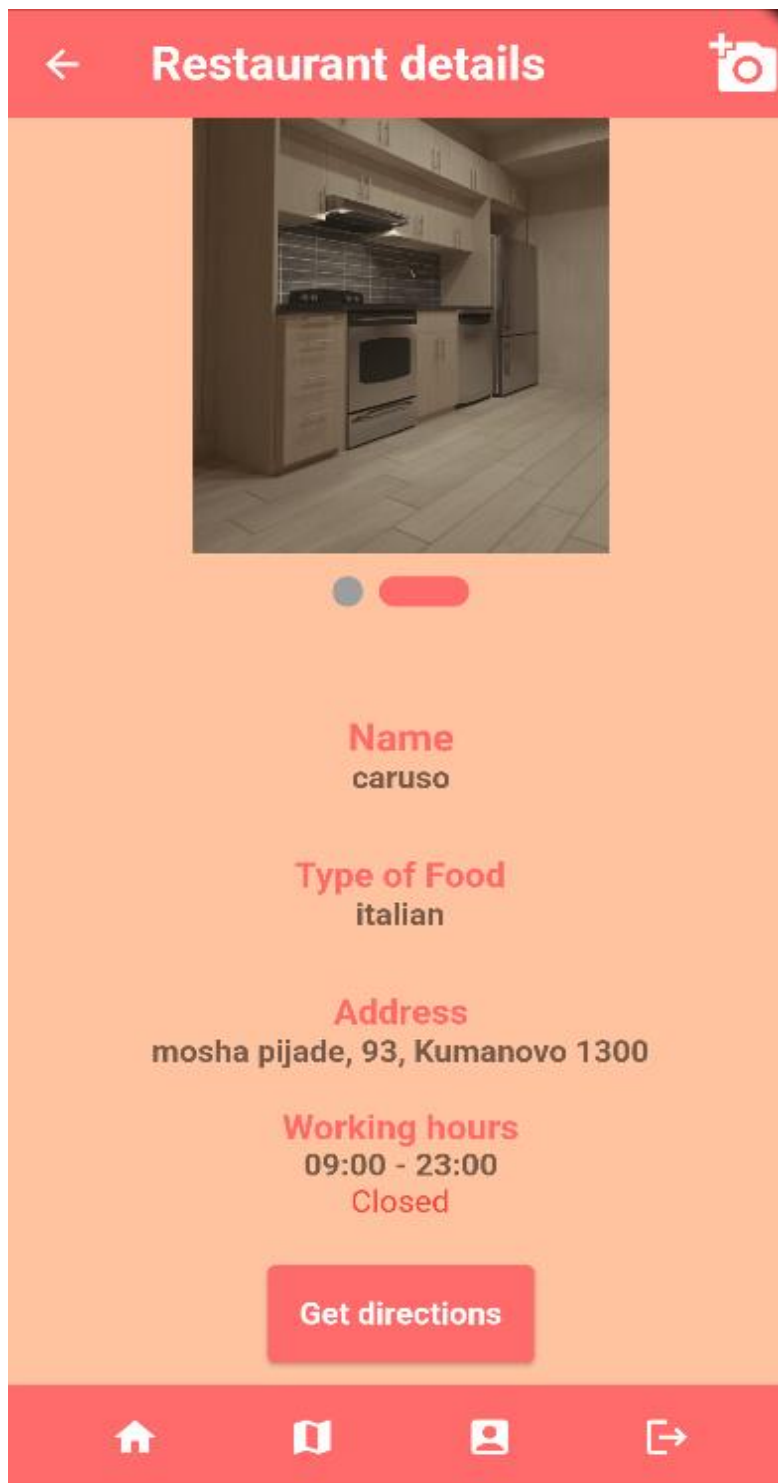 Restaurant details
Name
caruso
Type of Food
italian
Address
mosha pijade, 93, Kumanovo 1300
Working hours
09:00 - 23:00
Closed
Get directions